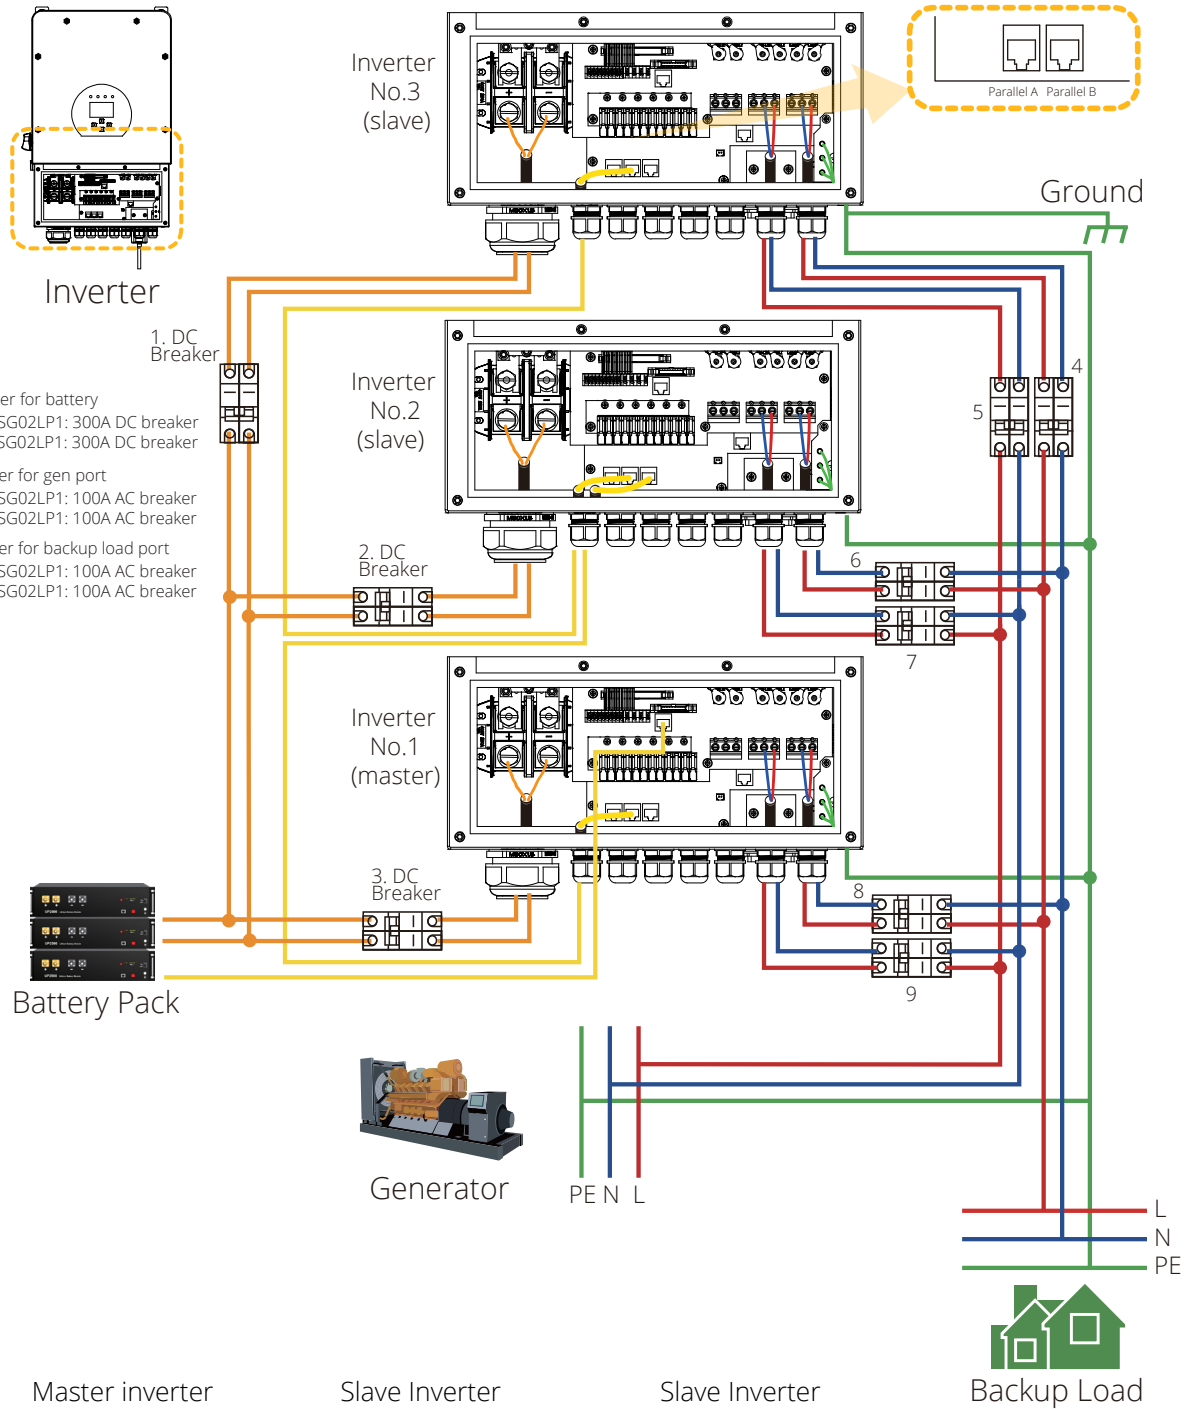 Inverter
No.3
(slave)
Parallel A Parallel B
Ground
Inverter
1. DC
Breaker
4
5
Inverter
No.2
(slave)
er for battery
SG02LP1: 300A DC breaker
SG02LP1: 300A DC breaker
er for gen port
SG02LP1: 100A AC breaker
SG02LP1: 100A AC breaker
er for backup load port
SG02LP1: 100A AC breaker
SG02LP1: 100A AC breaker
2. DC
Breaker
6
7
Inverter
No.1
(master)
3. DC
Breaker
8
9
Battery Pack
Generator
PE N L
L
N
PE
Backup Load
Master inverter
Slave Inverter
Slave Inverter